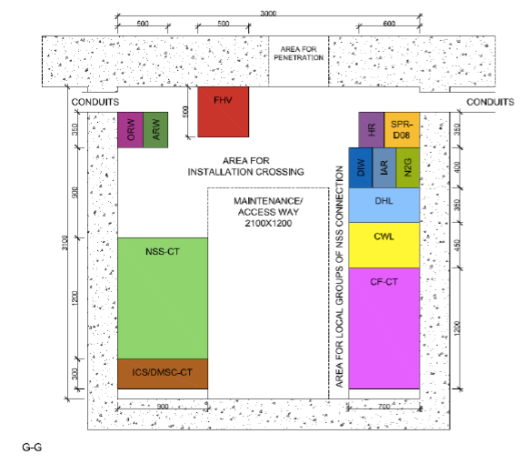 3000
500
500
600
AREA FOR
PENETRATION
CONDUITS
CONDUITS
FHV
500
350
ORW
ARW
HR
SPR-
D08
350
AREA FOR
INSTALLATION CROSSING
DIW
IAR
N2G
400
900
MAINTENANCE/
ACCESS WAY
2100X1200
DHL
350
AREA FOR LOCAL GROUPS OF NSS CONNECTION
CWL
450
3100
NSS-CT
CF-CT
1200
1200
ICS/DMSC-CT
300
900
700
G-G